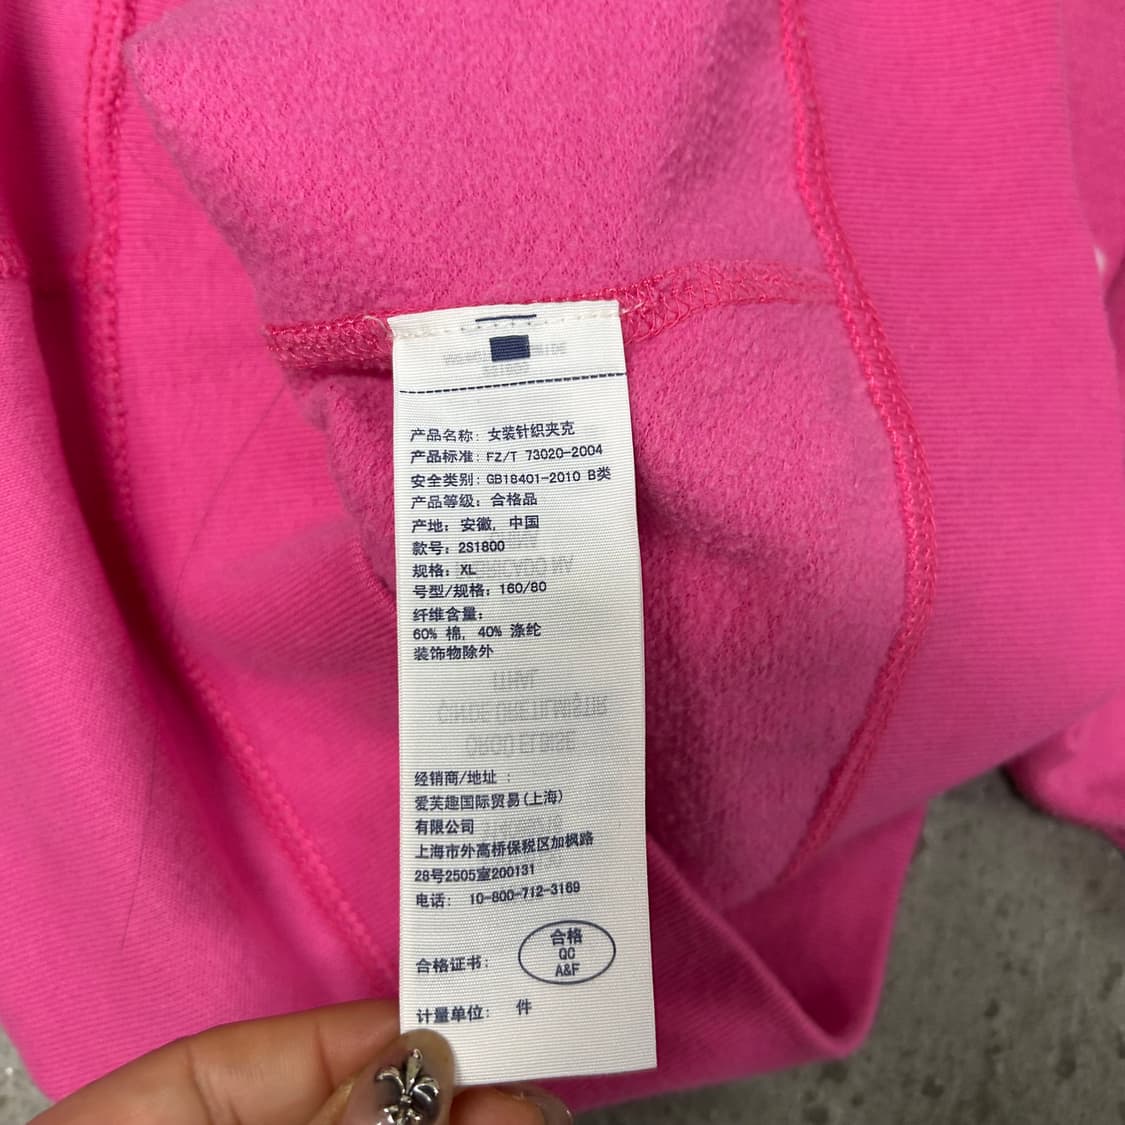 产品名称：女装针织夹克
产品标准：FZ/T 73020-2004
安全类别：GB18401-2010 B类
产品等级：合格品
产地：安徽, 中国
款号：2S1800
规格：XL
号型/规格：160/80
纤维含量：
60% 棉, 40% 涤纶
装饰物除外
经销商/地址 ：
爱芙趣国际贸易(上海)
有限公司
上海市外高桥保税区加枫路
28号2505室200131
电话： 10-800-712-3169
合格
QC
A&F
合格证书：
计量单位： 件